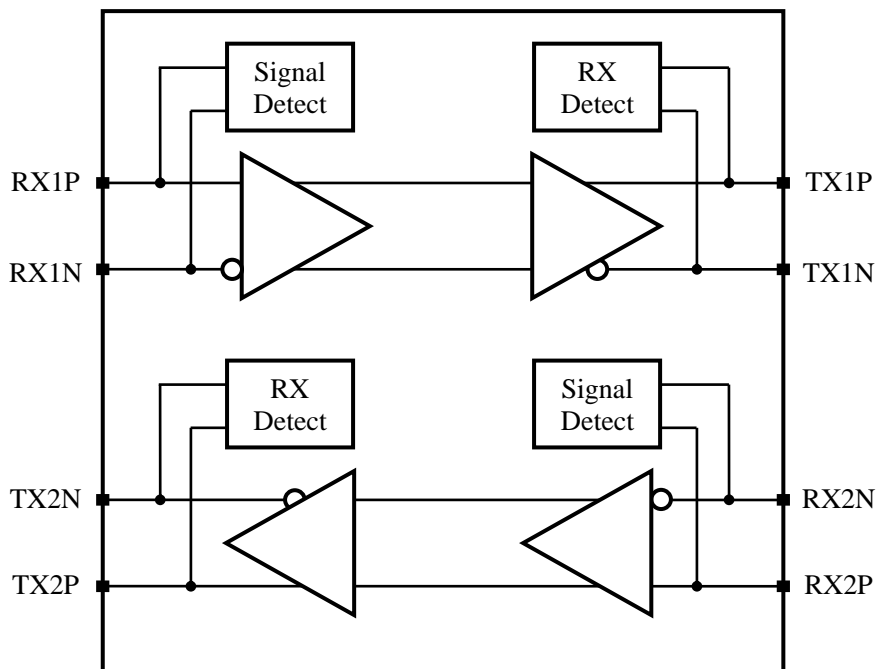 Signal
Detect
RX
Detect
RX1P
TX1P
RX1N
TX1N
RX
Detect
Signal
Detect
TX2N
RX2N
TX2P
RX2P